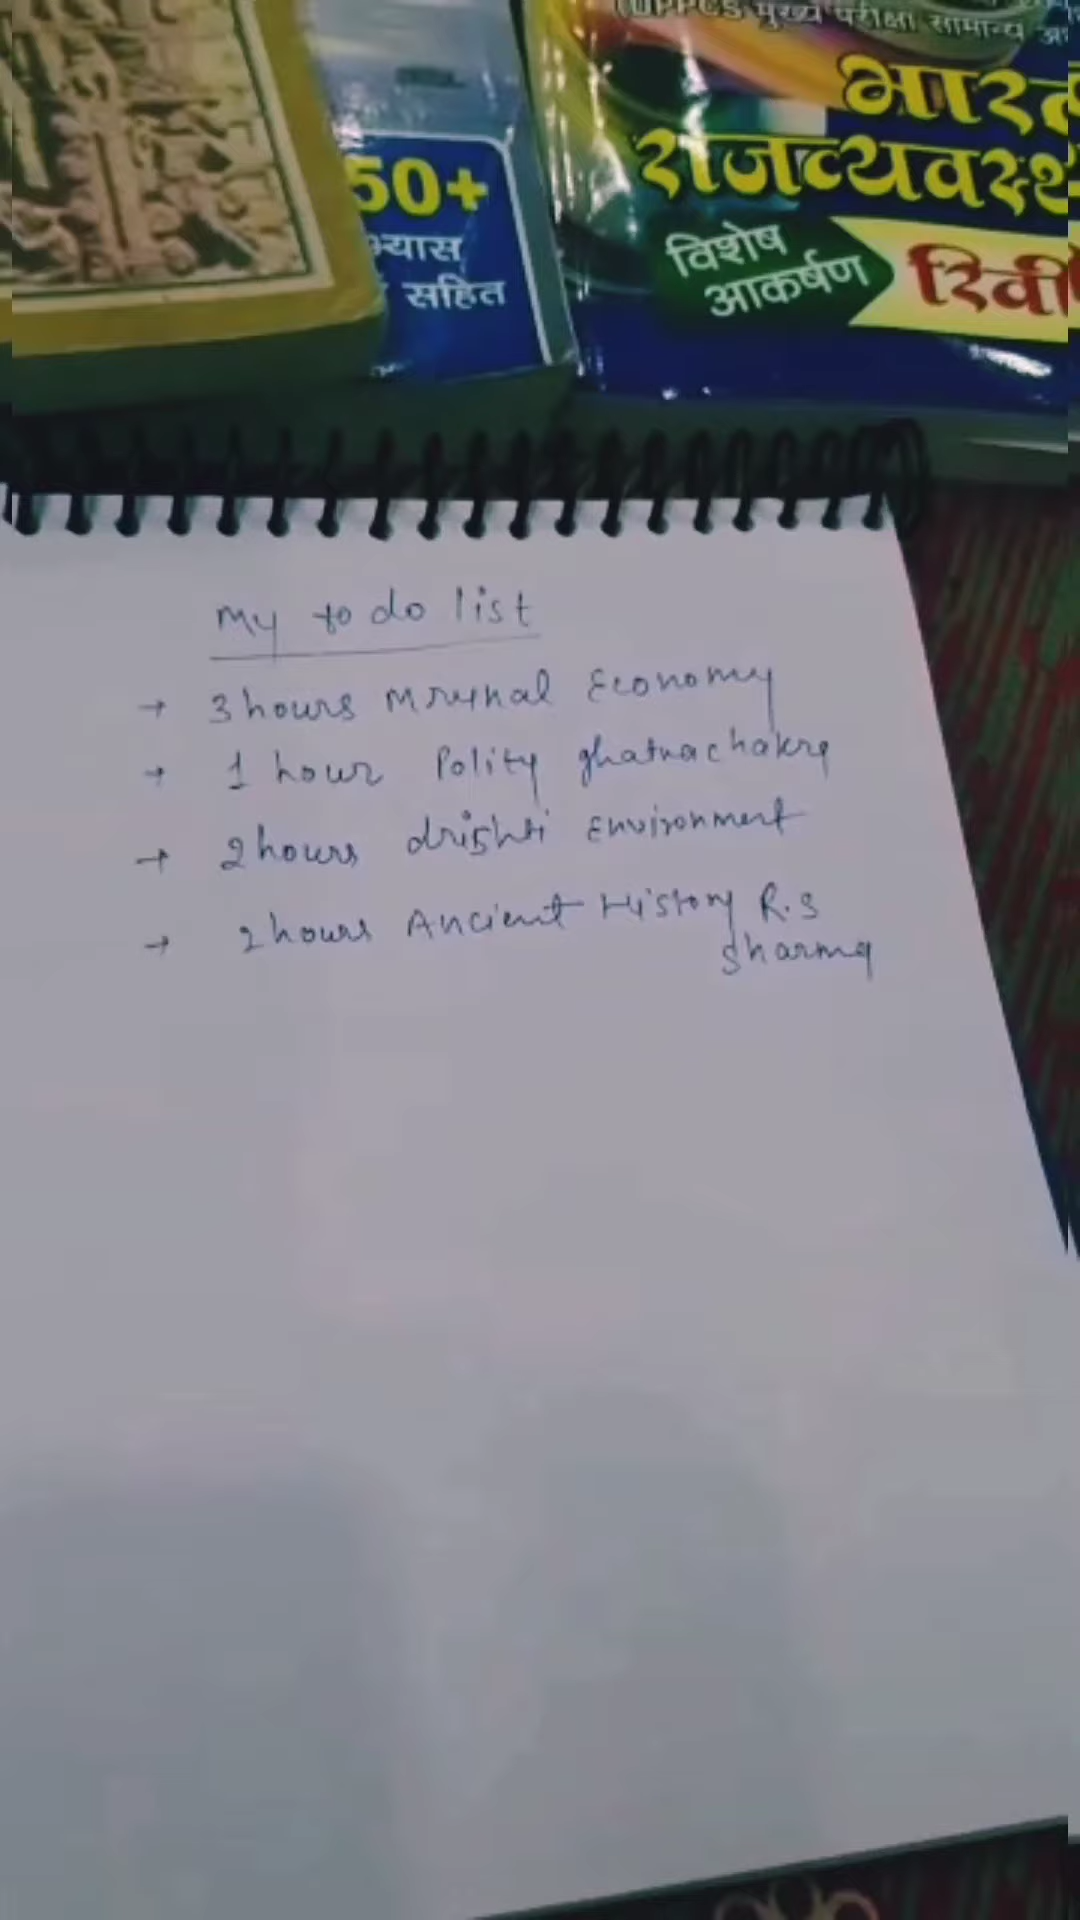 (UPPCS मुख्य परीक्षा सामान्य
50+
सहित
राजव्यवस्था
विशेष
आकर्षण
My to do list
→ 3 hours Mrunal Economy
→ 1 hour Polity ghatnachakra
→ 2 hours drishti Environment
→ 2 hours Ancient History R.S
Sharma